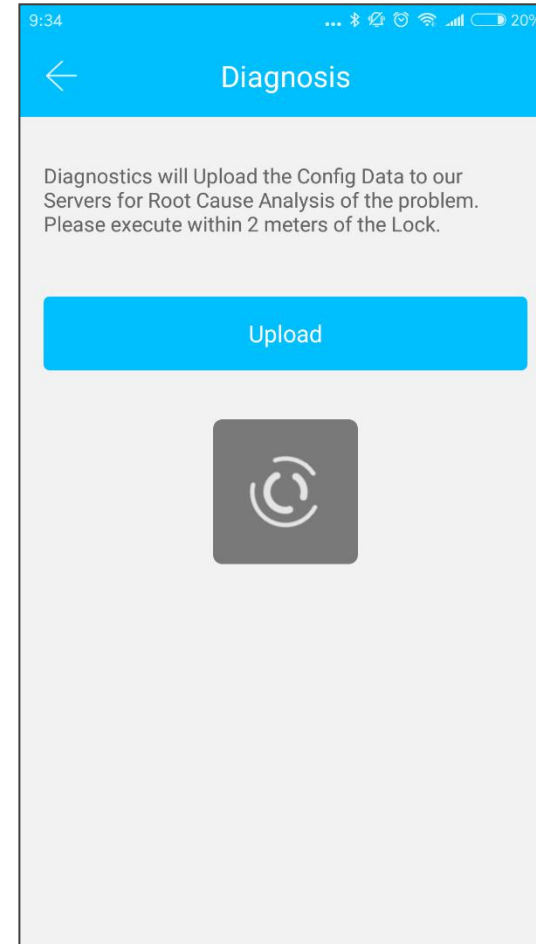 9:34 ... 20%
Diagnosis
Diagnostics will Upload the Config Data to our
Servers for Root Cause Analysis of the problem.
Please execute within 2 meters of the Lock.
Upload